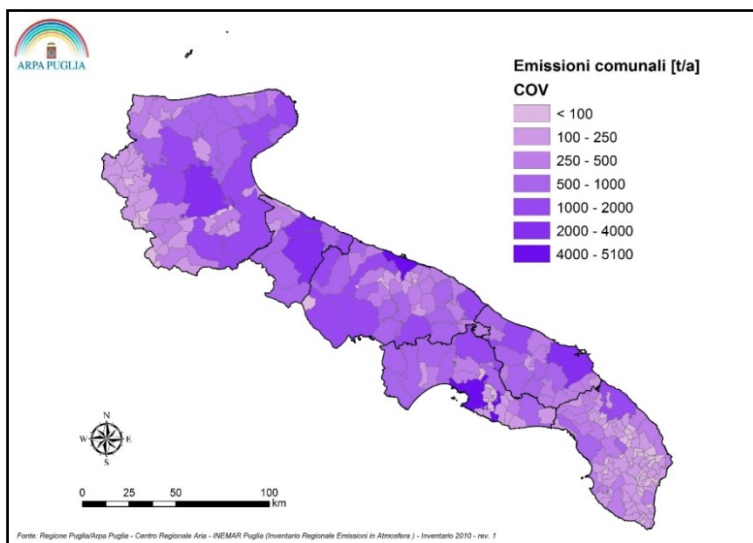 ARPA PUGLIA
Emissioni comunali [t/a]
COV
< 100
100 - 250
250 - 500
500 - 1000
1000 - 2000
2000 - 4000
4000 - 5100
N
W E
S
0 25 50 100
km
Fonte: Regione Puglia/Arpa Puglia - Centro Regionale Aria - INEMAR Puglia (Inventario Regionale Emissioni in Atmosfera ) - Inventario 2010 - rev. 1